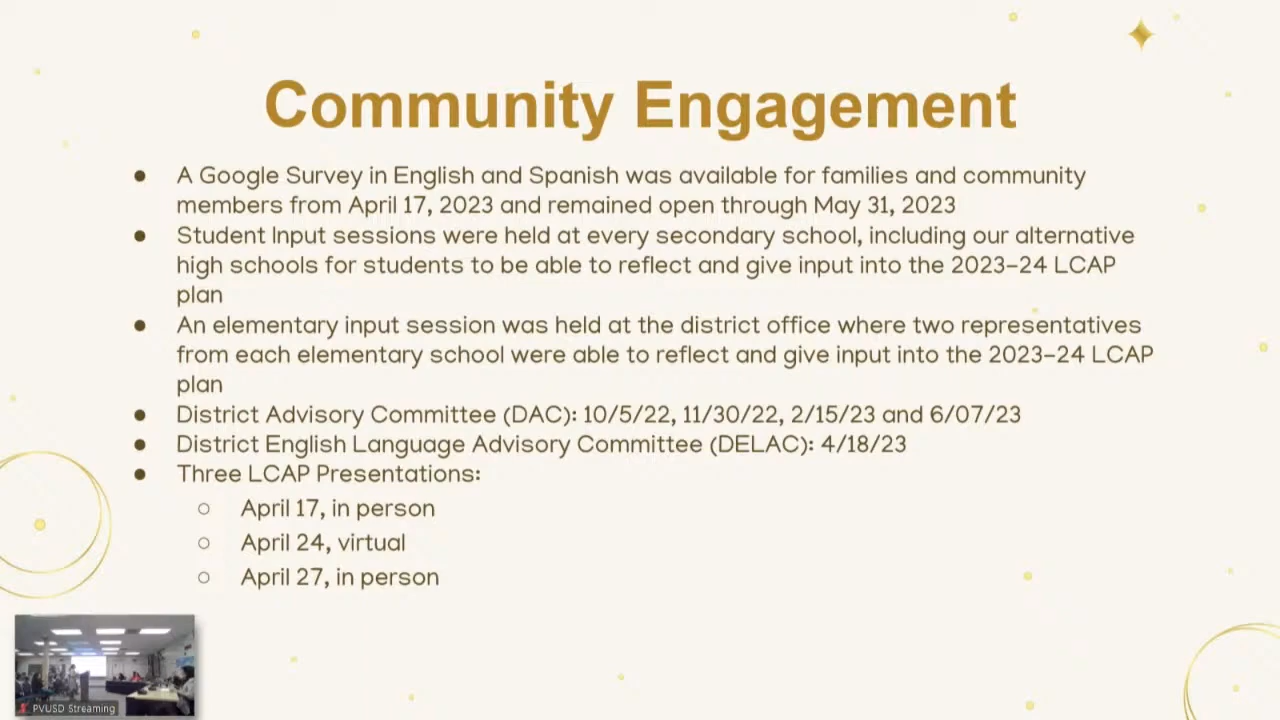 Community Engagement
● A Google Survey in English and Spanish was available for families and community
members from April 17, 2023 and remained open through May 31, 2023
● Student Input sessions were held at every secondary school, including our alternative
high schools for students to be able to reflect and give input into the 2023-24 LCAP
plan
● An elementary input session was held at the district office where two representatives
from each elementary school were able to reflect and give input into the 2023-24 LCAP
plan
● District Advisory Committee (DAC): 10/5/22, 11/30/22, 2/15/23 and 6/07/23
● District English Language Advisory Committee (DELAC): 4/18/23
● Three LCAP Presentations:
○ April 17, in person
○ April 24, virtual
○ April 27, in person
PVUSD Streaming